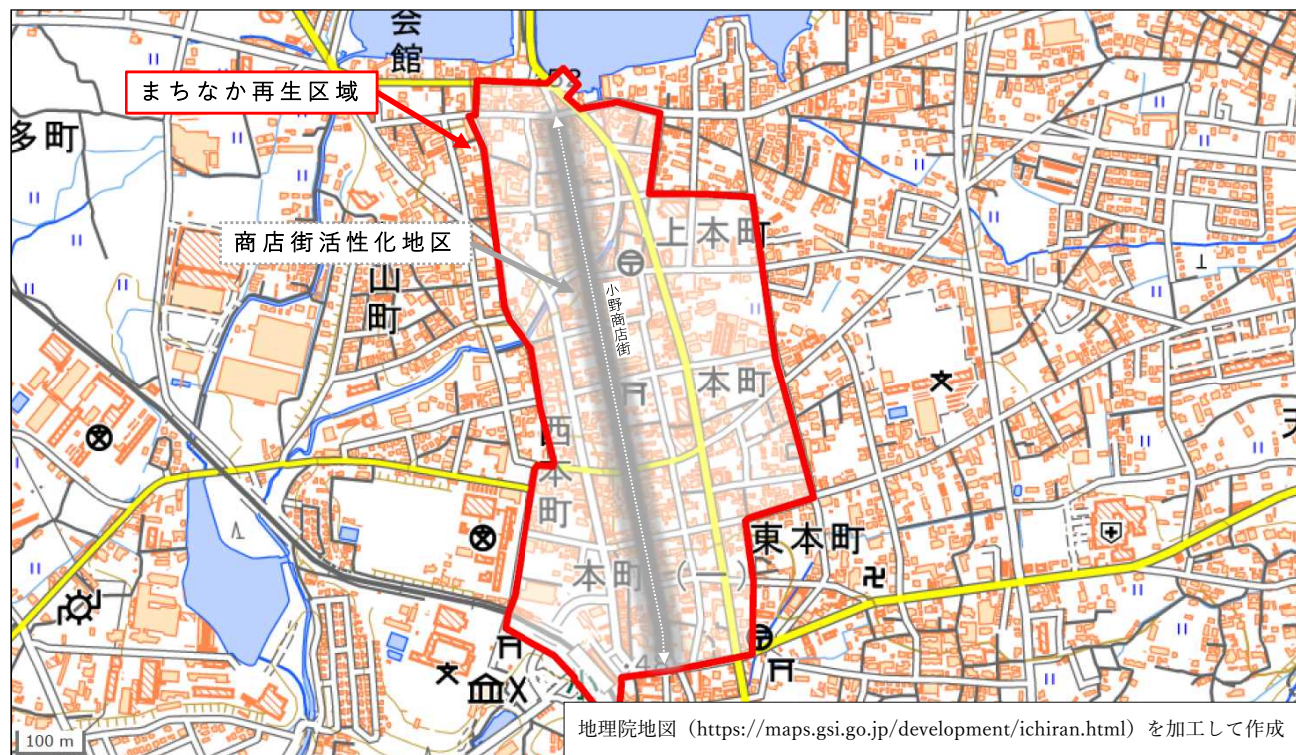 会館
52
まちなか再生区域
多町
商店街活性化地区
上本町
山町
小野商店街
本町
西本町
東本町
本町（一）
100 m
地理院地図（https://maps.gsi.go.jp/development/ichiran.html）を加工して作成